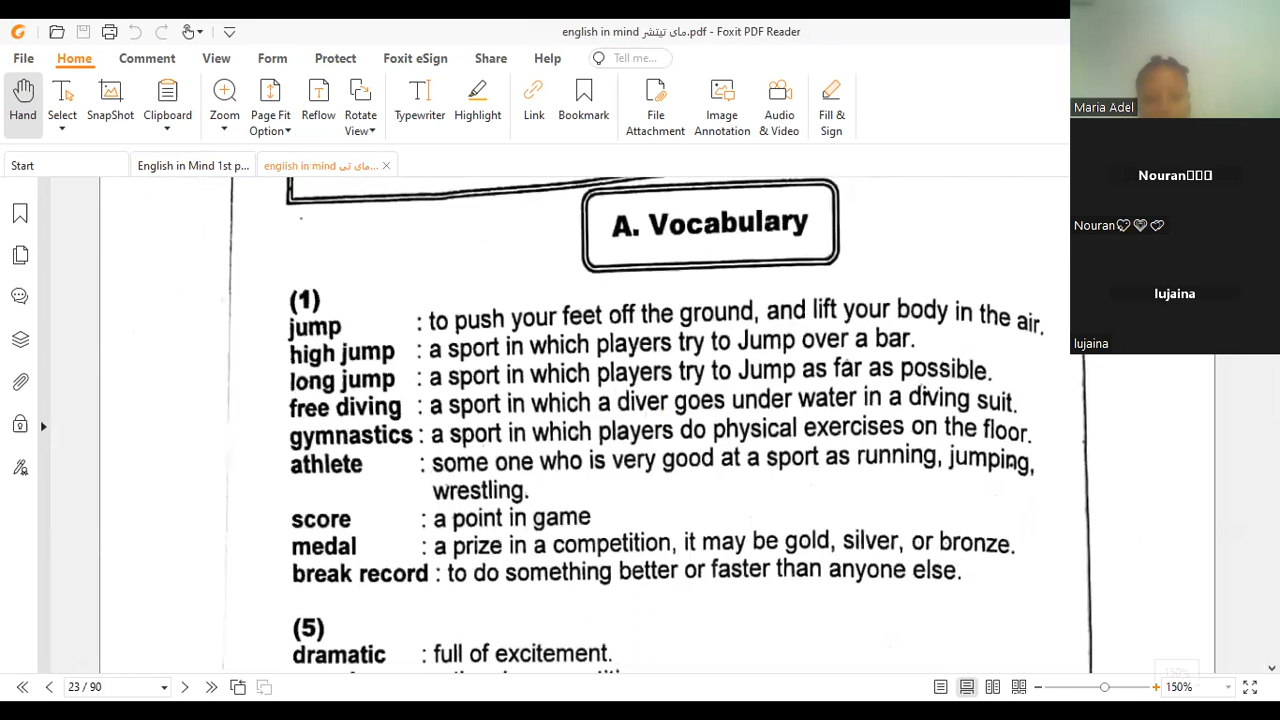 english in mind ماى تيتشر.pdf - Foxit PDF Reader
File Home Comment View Form Protect Foxit eSign Share Help Tell me...
Hand Select SnapShot Clipboard Zoom Page Fit Option Reflow Rotate View Typewriter Highlight Link Bookmark File Attachment Image Annotation Audio & Video Fill & Sign
Start English in Mind 1st p... english in mind ماى تى...
Maria Adel
Nouran
Nouran
lujaina
lujaina
A. Vocabulary
(1)
jump : to push your feet off the ground, and lift your body in the air.
high jump : a sport in which players try to Jump over a bar.
long jump : a sport in which players try to Jump as far as possible.
free diving : a sport in which a diver goes under water in a diving suit.
gymnastics : a sport in which players do physical exercises on the floor.
athlete : some one who is very good at a sport as running, jumping,
wrestling.
score : a point in game
medal : a prize in a competition, it may be gold, silver, or bronze.
break record : to do something better or faster than anyone else.
(5)
dramatic : full of excitement.
23 / 90
150%
150%